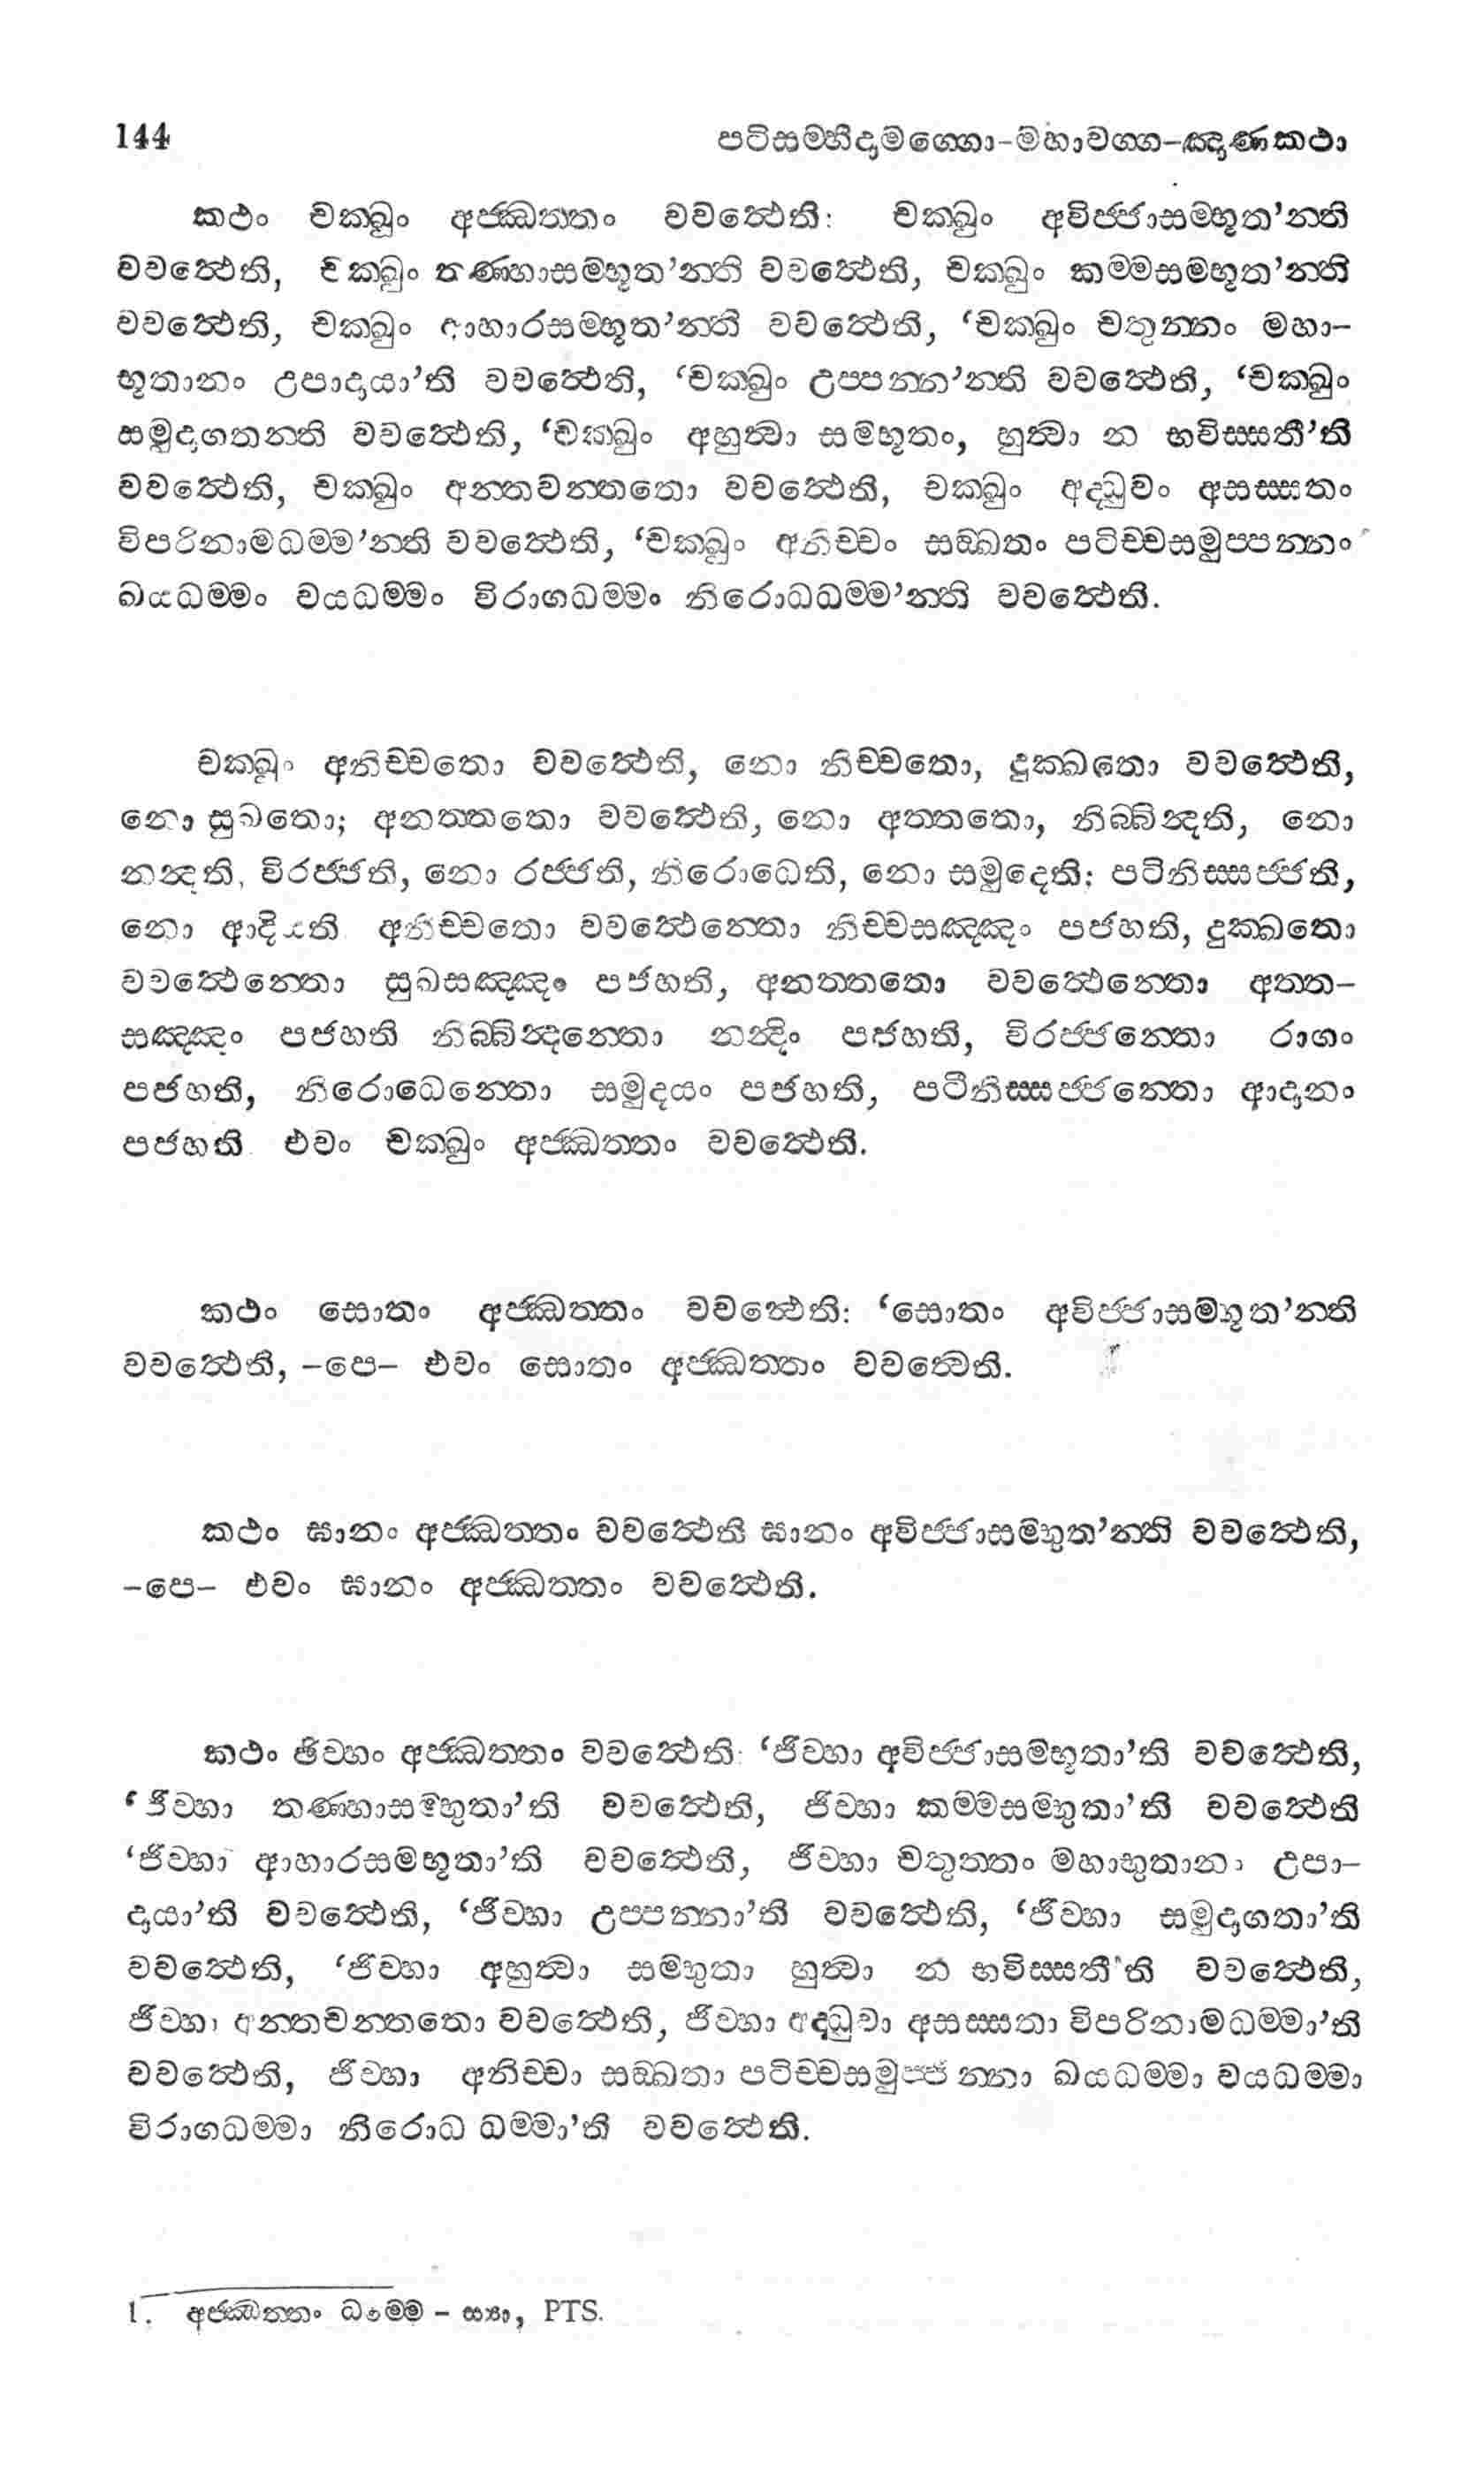 144 පටිසම්භිදාමග්ගො-මහාවග්ග-ඤාණකථා
කථං චක්ඛුං අජ්ඣත්තං වවත්ථෙති: චක්ඛුං අවිජ්ජාසම්භූත’න්ති
වවත්ථෙති, චක්ඛුං තණ්හාසම්භූත’න්ති වවත්ථෙති, චක්ඛුං කම්මසම්භූත’න්ති
වවත්ථෙති, චක්ඛුං ආහාරසම්භූත’න්ති වවත්ථෙති, ‘චක්ඛුං චතුන්නං මහා-
භූතානං උපාදායා’ති වවත්ථෙති, ‘චක්ඛුං උප්පන්න’න්ති වවත්ථෙති, ‘චක්ඛුං
සමුදාගතන්ති වවත්ථෙති, ‘චක්ඛුං අහුත්වා සම්භූතං, හුත්වා න භවිස්සතී’ති
වවත්ථෙති, චක්ඛුං අන්තවන්තතො වවත්ථෙති, චක්ඛුං අද්ධුවං අසස්සතං
විපරිනාමධම්ම’න්ති වවත්ථෙති, ‘චක්ඛුං අනිච්චං සඞ්ඛතං පටිච්චසමුප්පන්නං
ඛයධම්මං වයධම්මං විරාගධම්මං නිරොධධම්ම’න්ති වවත්ථෙති.
චක්ඛුං අනිච්චතො වවත්ථෙති, නො නිච්චතො, දුක්ඛතො වවත්ථෙති,
නො සුඛතො; අනත්තතො වවත්ථෙති, නො අත්තතො, නිබ්බින්දති, නො
නන්දති, විරජ්ජති, නො රජ්ජති, නිරොධෙති, නො සමුදෙති; පටිනිස්සජ්ජති,
නො ආදියති අනිච්චතො වවත්ථෙන්තො නිච්චසඤ්ඤං පජහති, දුක්ඛතො
වවත්ථෙන්තො සුඛසඤ්ඤං පජහති, අනත්තතො වවත්ථෙන්තො අත්ත-
සඤ්ඤං පජහති නිබ්බින්දන්තො නන්දිං පජහති, විරජ්ජන්තො රාගං
පජහති, නිරොධෙන්තො සමුදයං පජහති, පටිනිස්සජ්ජන්තො ආදානං
පජහති එවං චක්ඛුං අජ්ඣත්තං වවත්ථෙති.
කථං සොතං අජ්ඣත්තං වවත්ථෙති: ‘සොතං අවිජ්ජාසම්භූත’න්ති
වවත්ථෙති, -පෙ- එවං සොතං අජ්ඣත්තං වවත්වෙති.
කථං ඝානං අජ්ඣත්තං වවත්ථෙති ඝානං අවිජ්ජාසම්භුත’න්ති වවත්ථෙති,
-පෙ- එවං ඝානං අජ්ඣත්තං වවත්ථෙති.
කථං ජිව්හං අජ්ඣත්තං වවත්ථෙති: ‘ජිව්හා අවිජ්ජාසම්භූතා’ති වවත්ථෙති,
‘ජිව්හා තණ්හාසම්භුතා’ති වවත්ථෙති, ජිව්හා කම්මසම්භුතා’ති වවත්ථෙති
‘ජිව්හා ආහාරසම්භූතා’ති වවත්ථෙති, ජිව්හා චතුන්නං මහාභුතානං උපා-
දායා’ති වවත්ථෙති, ‘ජිව්හා උප්පන්නා’ති වවත්ථෙති, ‘ජිව්හා සමුදාගතා’ති
වවත්ථෙති, ‘ජිව්හා අහුත්වා සම්භුතා හුත්වා න භවිස්සතී’ති වවත්ථෙති,
ජිව්හා අන්තවන්තතො වවත්ථෙති, ජිව්හා අද්ධුවා අසස්සතා විපරිනාමධම්මා’ති
වවත්ථෙති, ජිව්හා අනිච්චා සඞ්ඛතා පටිච්චසමුප්පන්නා ඛයධම්මා වයධම්මා
විරාගධම්මා නිරොධ ධම්මා’ති වවත්ථෙති.
1. අජ්ඣත්තං ධම්මෙ - ස්‍යා, PTS.